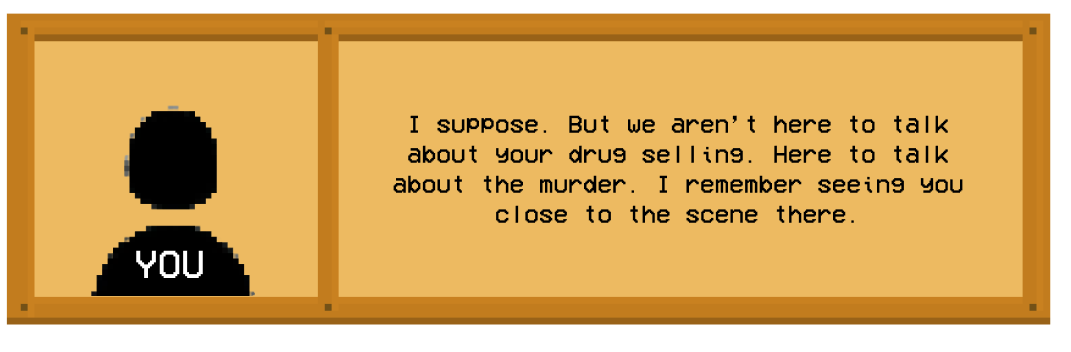 YOU
I suppose. But we aren't here to talk
about your drug selling. Here to talk
about the murder. I remember seeing you
close to the scene there.